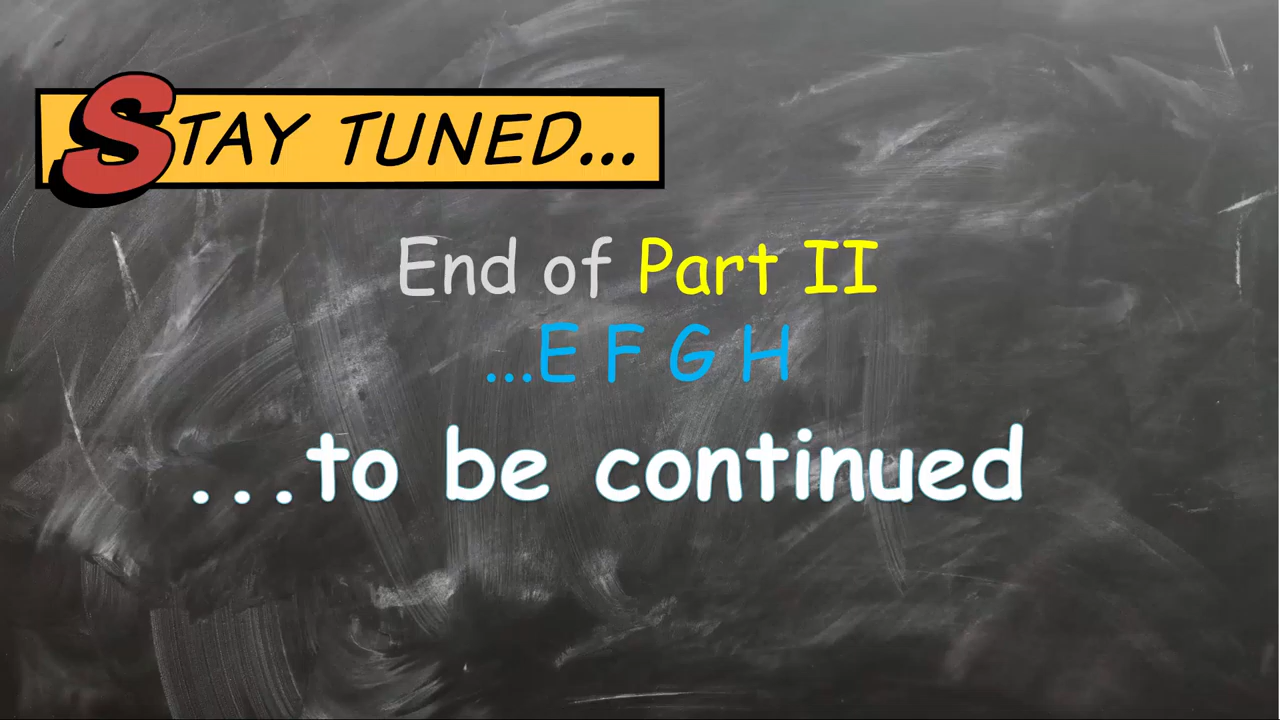 STAY TUNED...
End of Part II
...E F G H
...to be continued